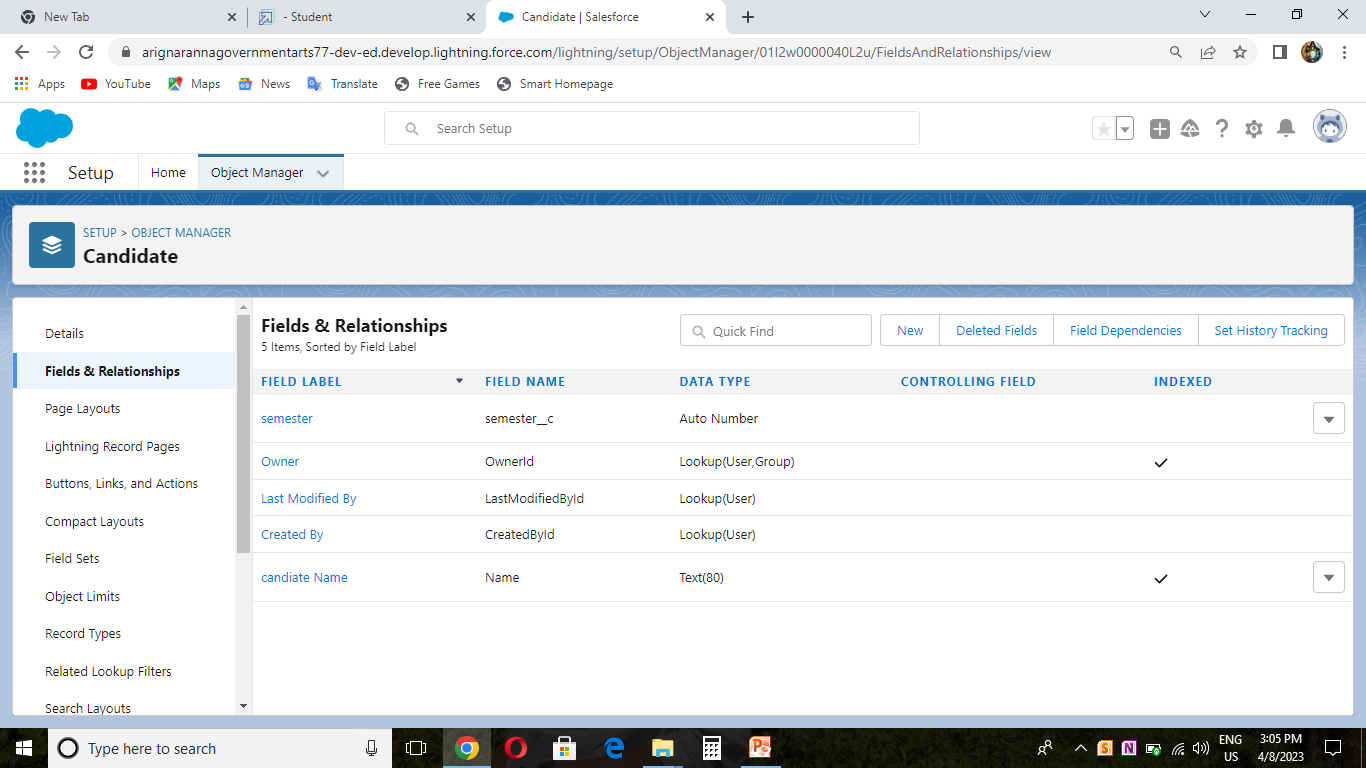 New Tab
- Student
Candidate | Salesforce
arignarannagovernmentarts77-dev-ed.develop.lightning.force.com/lightning/setup/ObjectManager/01I2w0000040L2u/FieldsAndRelationships/view
Apps YouTube Maps News Translate Free Games Smart Homepage
Search Setup
Setup Home Object Manager
SETUP > OBJECT MANAGER
Candidate
Details
Fields & Relationships
Page Layouts
Lightning Record Pages
Buttons, Links, and Actions
Compact Layouts
Field Sets
Object Limits
Record Types
Related Lookup Filters
Search Layouts
Fields & Relationships
5 Items, Sorted by Field Label
Quick Find
New Deleted Fields Field Dependencies Set History Tracking
FIELD LABEL FIELD NAME DATA TYPE CONTROLLING FIELD INDEXED
semester semester__c Auto Number
Owner OwnerId Lookup(User,Group)
Last Modified By LastModifiedById Lookup(User)
Created By CreatedById Lookup(User)
candiate Name Name Text(80)
Type here to search
ENG
US
3:05 PM
4/8/2023